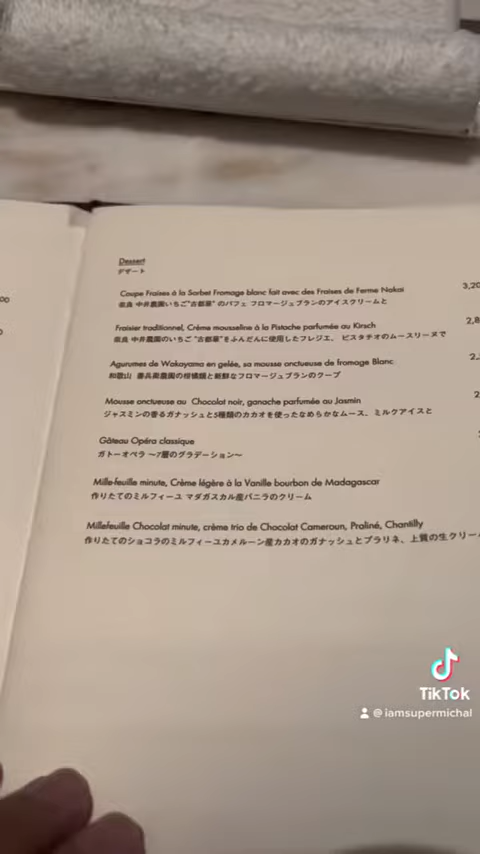 00
0
Dessert
デザート
Coupe Fraises à la Sorbet Fromage blanc fait avec des Fraises de Ferme Nakai 3,20
奈良 中井農園いちご"古都華" のパフェ フロマージュブランのアイスクリームと
Fraisier traditionnel, Crème mousseline à la Pistache parfumée au Kirsch 2,8
奈良 中井農園のいちご "古都華"をふんだんに使用したフレジエ、 ピスタチオのムースリーヌで
Agurumes de Wakayama en gelée, sa mousse onctueuse de fromage Blanc 2,
和歌山 藤兵衛農園の柑橘類と新鮮なフロマージュブランのクープ
Mousse onctueuse au Chocolat noir, ganache parfumée au Jasmin 2
ジャスミンの香るガナッシュと5種類のカカオを使ったなめらかなムース、ミルクアイスと
Gâteau Opéra classique
ガトーオペラ 〜7層のグラデーション〜
Mille-feuille minute, Crème légère à la Vanille bourbon de Madagascar
作りたてのミルフィーユ マダガスカル産バニラのクリーム
Millefeuille Chocolat minute, crème trio de Chocolat Cameroun, Praliné, Chantilly
作りたてのショコラのミルフィーユカメルーン産カカオのガナッシュとプラリネ、上質の生クリー
TikTok
@iamsupermichal